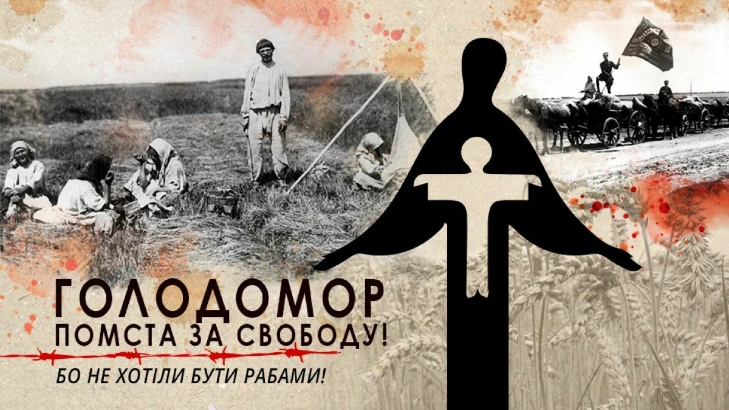 ГОЛОДОМОР
ПОМСТА ЗА СВОБОДУ!
БО НЕ ХОТІЛИ БУТИ РАБАМИ!